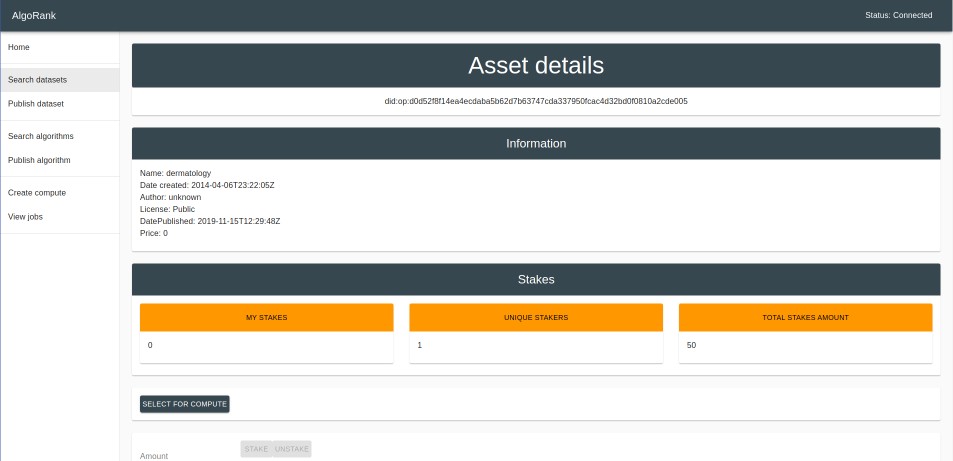 AlgoRank
Status: Connected
Home
Search datasets
Publish dataset
Search algorithms
Publish algorithm
Create compute
View jobs
Asset details
did:op:d0d52f8f14ea4ecdaba5b62d7b63747cda337950fcac4d32bd0f0810a2cde005
Information
Name: dermatology
Date created: 2014-04-06T23:22:05Z
Author: unknown
License: Public
DatePublished: 2019-11-15T12:29:48Z
Price: 0
Stakes
MY STAKES
0
UNIQUE STAKERS
1
TOTAL STAKES AMOUNT
50
SELECT FOR COMPUTE
Amount
STAKE
UNSTAKE